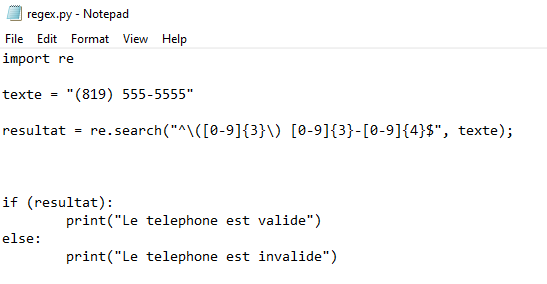 regex.py - Notepad
File Edit Format View Help
import re
texte = "(819) 555-5555"
resultat = re.search("^\([0-9]{3}\) [0-9]{3}-[0-9]{4}$", texte);
if (resultat):
        print("Le telephone est valide")
else:
        print("Le telephone est invalide")